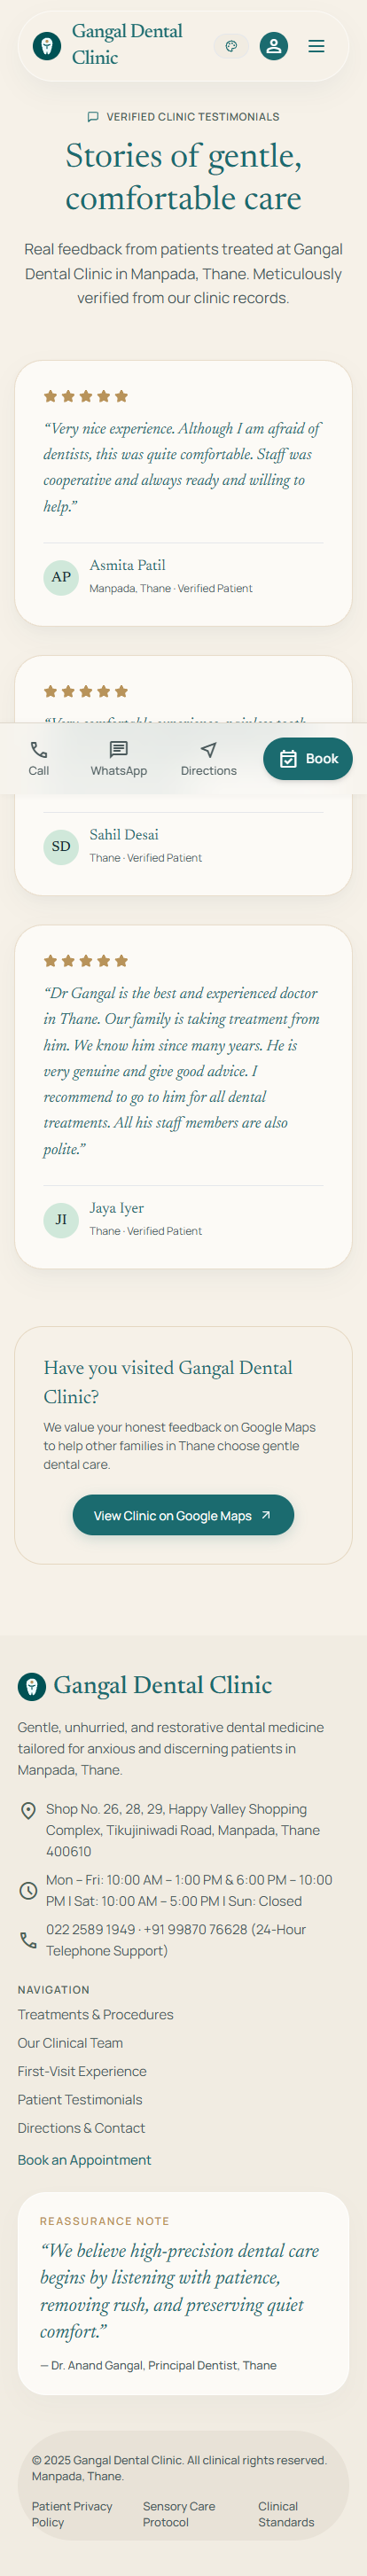 Gangal Dental
Clinic
VERIFIED CLINIC TESTIMONIALS
Stories of gentle,
comfortable care
Real feedback from patients treated at Gangal
Dental Clinic in Manpada, Thane. Meticulously
verified from our clinic records.
“Very nice experience. Although I am afraid of
dentists, this was quite comfortable. Staff was
cooperative and always ready and willing to
help.”
AP
Asmita Patil
Manpada, Thane · Verified Patient
“Very comfortable experience, painless tooth
Call
WhatsApp
Directions
Book
SD
Sahil Desai
Thane · Verified Patient
“Dr Gangal is the best and experienced doctor
in Thane. Our family is taking treatment from
him. We know him since many years. He is
very genuine and give good advice. I
recommend to go to him for all dental
treatments. All his staff members are also
polite.”
JI
Jaya Iyer
Thane · Verified Patient
Have you visited Gangal Dental
Clinic?
We value your honest feedback on Google Maps
to help other families in Thane choose gentle
dental care.
View Clinic on Google Maps
Gangal Dental Clinic
Gentle, unhurried, and restorative dental medicine
tailored for anxious and discerning patients in
Manpada, Thane.
Shop No. 26, 28, 29, Happy Valley Shopping
Complex, Tikujiniwadi Road, Manpada, Thane
400610
Mon – Fri: 10:00 AM – 1:00 PM & 6:00 PM – 10:00
PM | Sat: 10:00 AM – 5:00 PM | Sun: Closed
022 2589 1949 · +91 99870 76628 (24-Hour
Telephone Support)
NAVIGATION
Treatments & Procedures
Our Clinical Team
First-Visit Experience
Patient Testimonials
Directions & Contact
Book an Appointment
REASSURANCE NOTE
“We believe high-precision dental care
begins by listening with patience,
removing rush, and preserving quiet
comfort.”
— Dr. Anand Gangal, Principal Dentist, Thane
© 2025 Gangal Dental Clinic. All clinical rights reserved.
Manpada, Thane.
Patient Privacy
Policy
Sensory Care
Protocol
Clinical
Standards